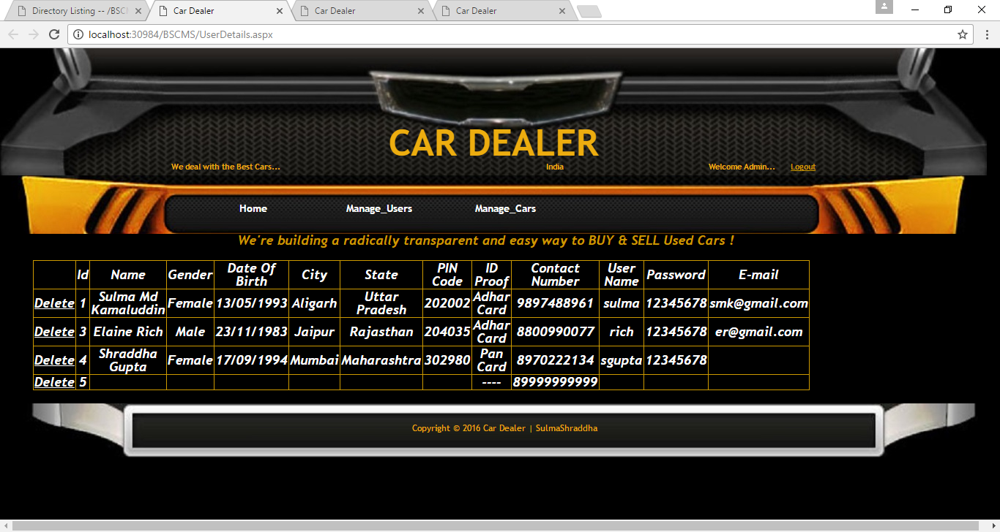 Directory Listing -- /BSC
Car Dealer
Car Dealer
Car Dealer
localhost:30984/BSCMS/UserDetails.aspx
CAR DEALER
We deal with the Best Cars... India Welcome Admin... Logout
Home Manage_Users Manage_Cars
We're building a radically transparent and easy way to BUY & SELL Used Cars !
Id Name Gender Date Of Birth City State PIN Code ID Proof Contact Number User Name Password E-mail
Delete 1 Sulma Md Kamaluddin Female 13/05/1993 Aligarh Uttar Pradesh 202002 Adhar Card 9897488961 sulma 12345678 smk@gmail.com
Delete 3 Elaine Rich Male 23/11/1983 Jaipur Rajasthan 204035 Adhar Card 8800990077 rich 12345678 er@gmail.com
Delete 4 Shraddha Gupta Female 17/09/1994 Mumbai Maharashtra 302980 Pan Card 8970222134 sgupta 12345678
Delete 5 ---- 89999999999
Copyright © 2016 Car Dealer | SulmaShraddha